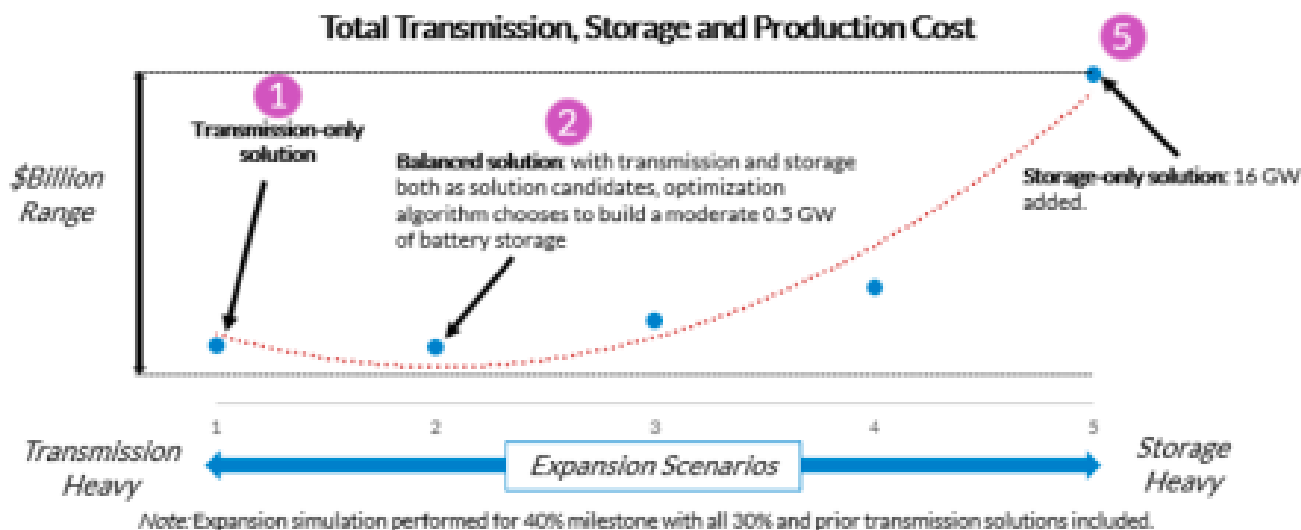 Total Transmission, Storage and Production Cost
5
1
Transmission-only
solution
2
Balanced solution: with transmission and storage
both as solution candidates, optimization
algorithm chooses to build a moderate 0.5 GW
of battery storage
$Billion
Range
Storage-only solution: 16 GW
added.
1
2
3
4
5
Transmission
Heavy
Expansion Scenarios
Storage
Heavy
Note: Expansion simulation performed for 40% milestone with all 30% and prior transmission solutions included.